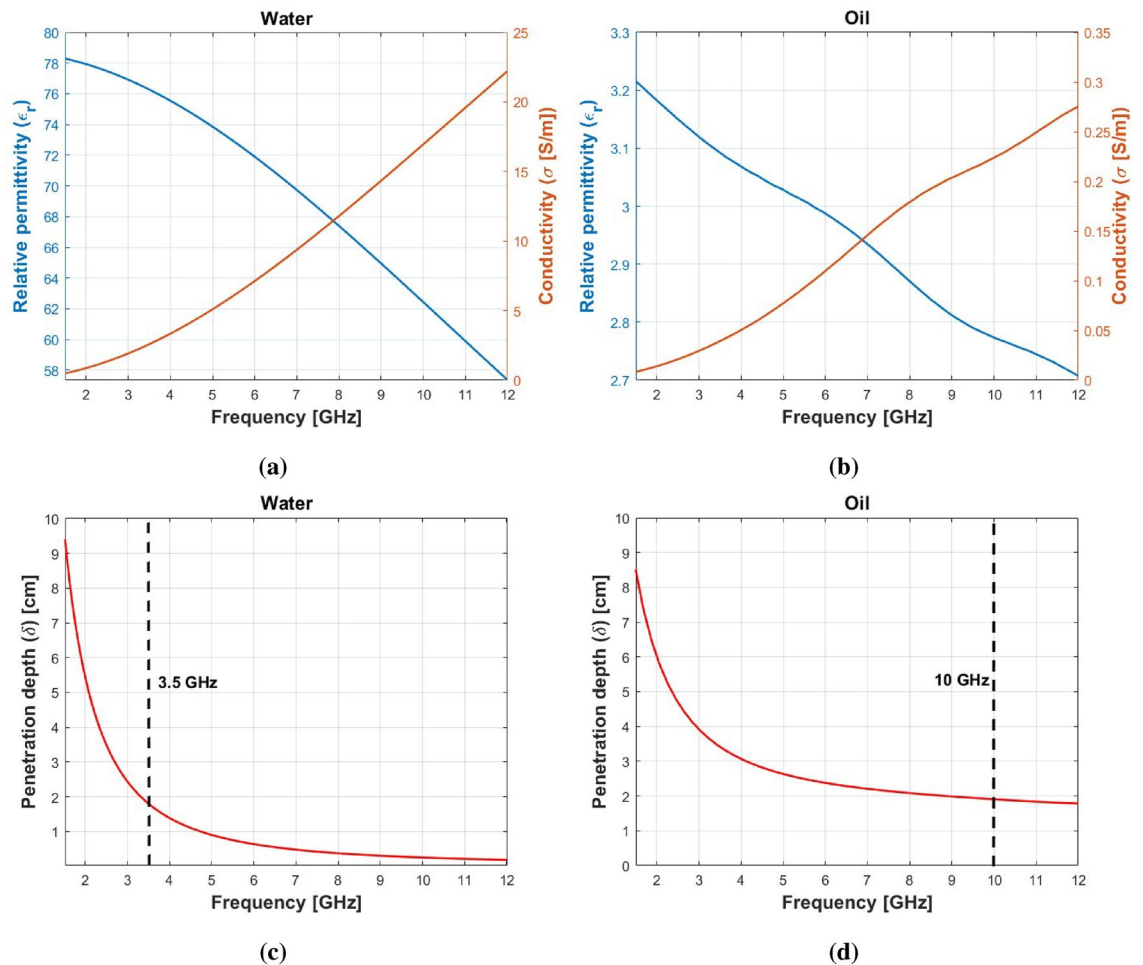 Water
Relative permittivity (ϵr)
80
78
76
74
72
70
68
66
64
62
60
58
25
20
15
10
5
0
Conductivity (σ [S/m])
2 3 4 5 6 7 8 9 10 11 12
Frequency [GHz]
(a)
Oil
Relative permittivity (ϵr)
3.3
3.2
3.1
3
2.9
2.8
2.7
0.35
0.3
0.25
0.2
0.15
0.1
0.05
0
Conductivity (σ [S/m])
2 3 4 5 6 7 8 9 10 11 12
Frequency [GHz]
(b)
Water
Penetration depth (δ) [cm]
10
9
8
7
6
5
4
3
2
1
3.5 GHz
2 3 4 5 6 7 8 9 10 11 12
Frequency [GHz]
(c)
Oil
Penetration depth (δ) [cm]
10
9
8
7
6
5
4
3
2
1
0
10 GHz
2 3 4 5 6 7 8 9 10 11 12
Frequency [GHz]
(d)